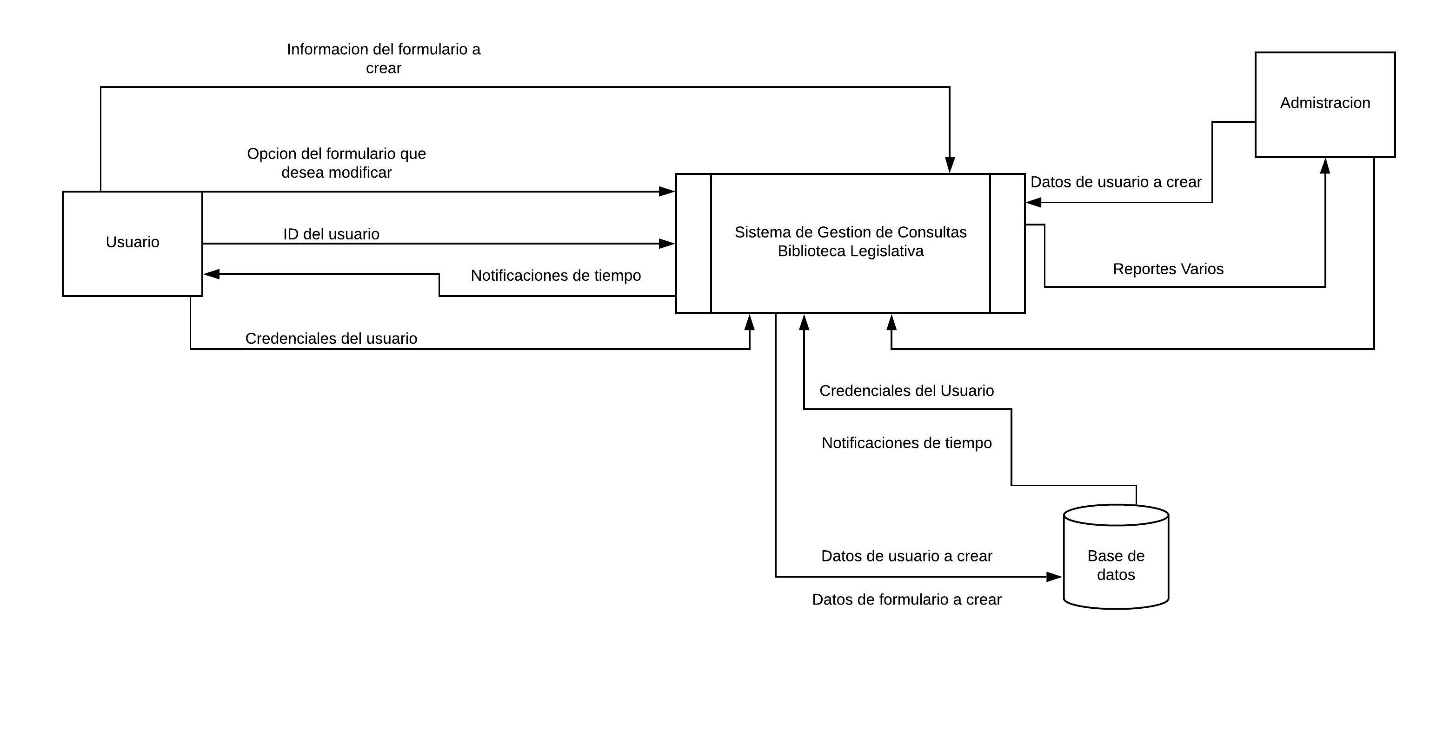 Informacion del formulario a
crear
Admistracion
Opcion del formulario que
desea modificar
Datos de usuario a crear
Usuario
ID del usuario
Sistema de Gestion de Consultas
Biblioteca Legislativa
Notificaciones de tiempo
Reportes Varios
Credenciales del usuario
Credenciales del Usuario
Notificaciones de tiempo
Datos de usuario a crear
Base de
datos
Datos de formulario a crear